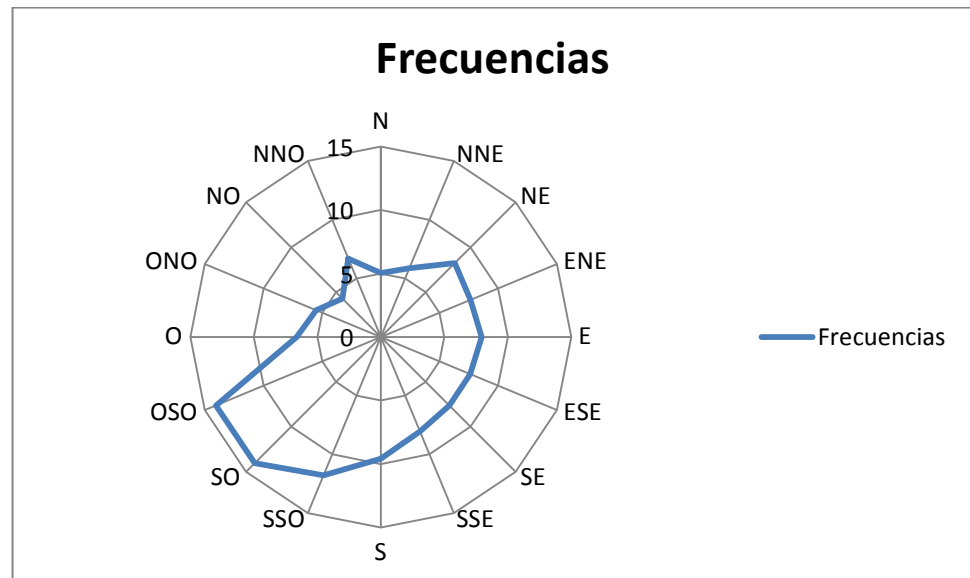 Frecuencias
N
NNE
NE
ENE
E
ESE
SE
SSE
S
SSO
SO
OSO
O
ONO
NO
NNO
15
10
5
0
Frecuencias